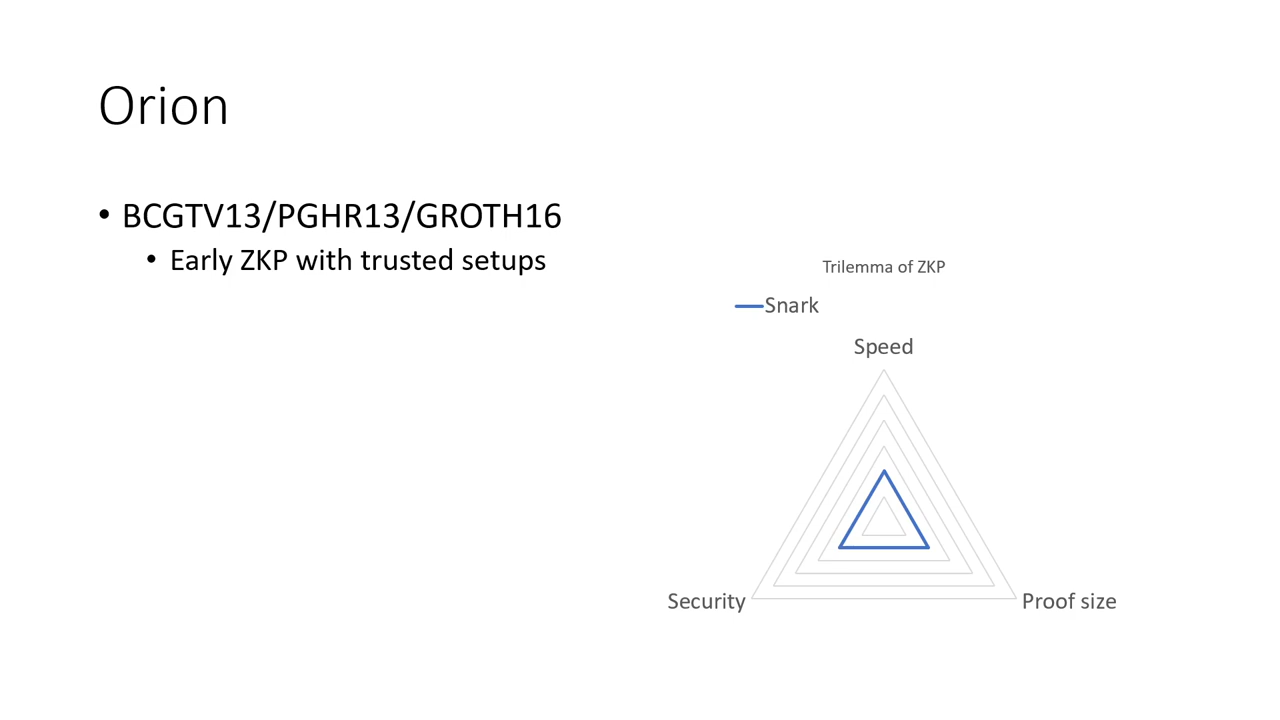 Orion
• BCGTV13/PGHR13/GROTH16
• Early ZKP with trusted setups
Trilemma of ZKP
Snark
Speed
Security
Proof size